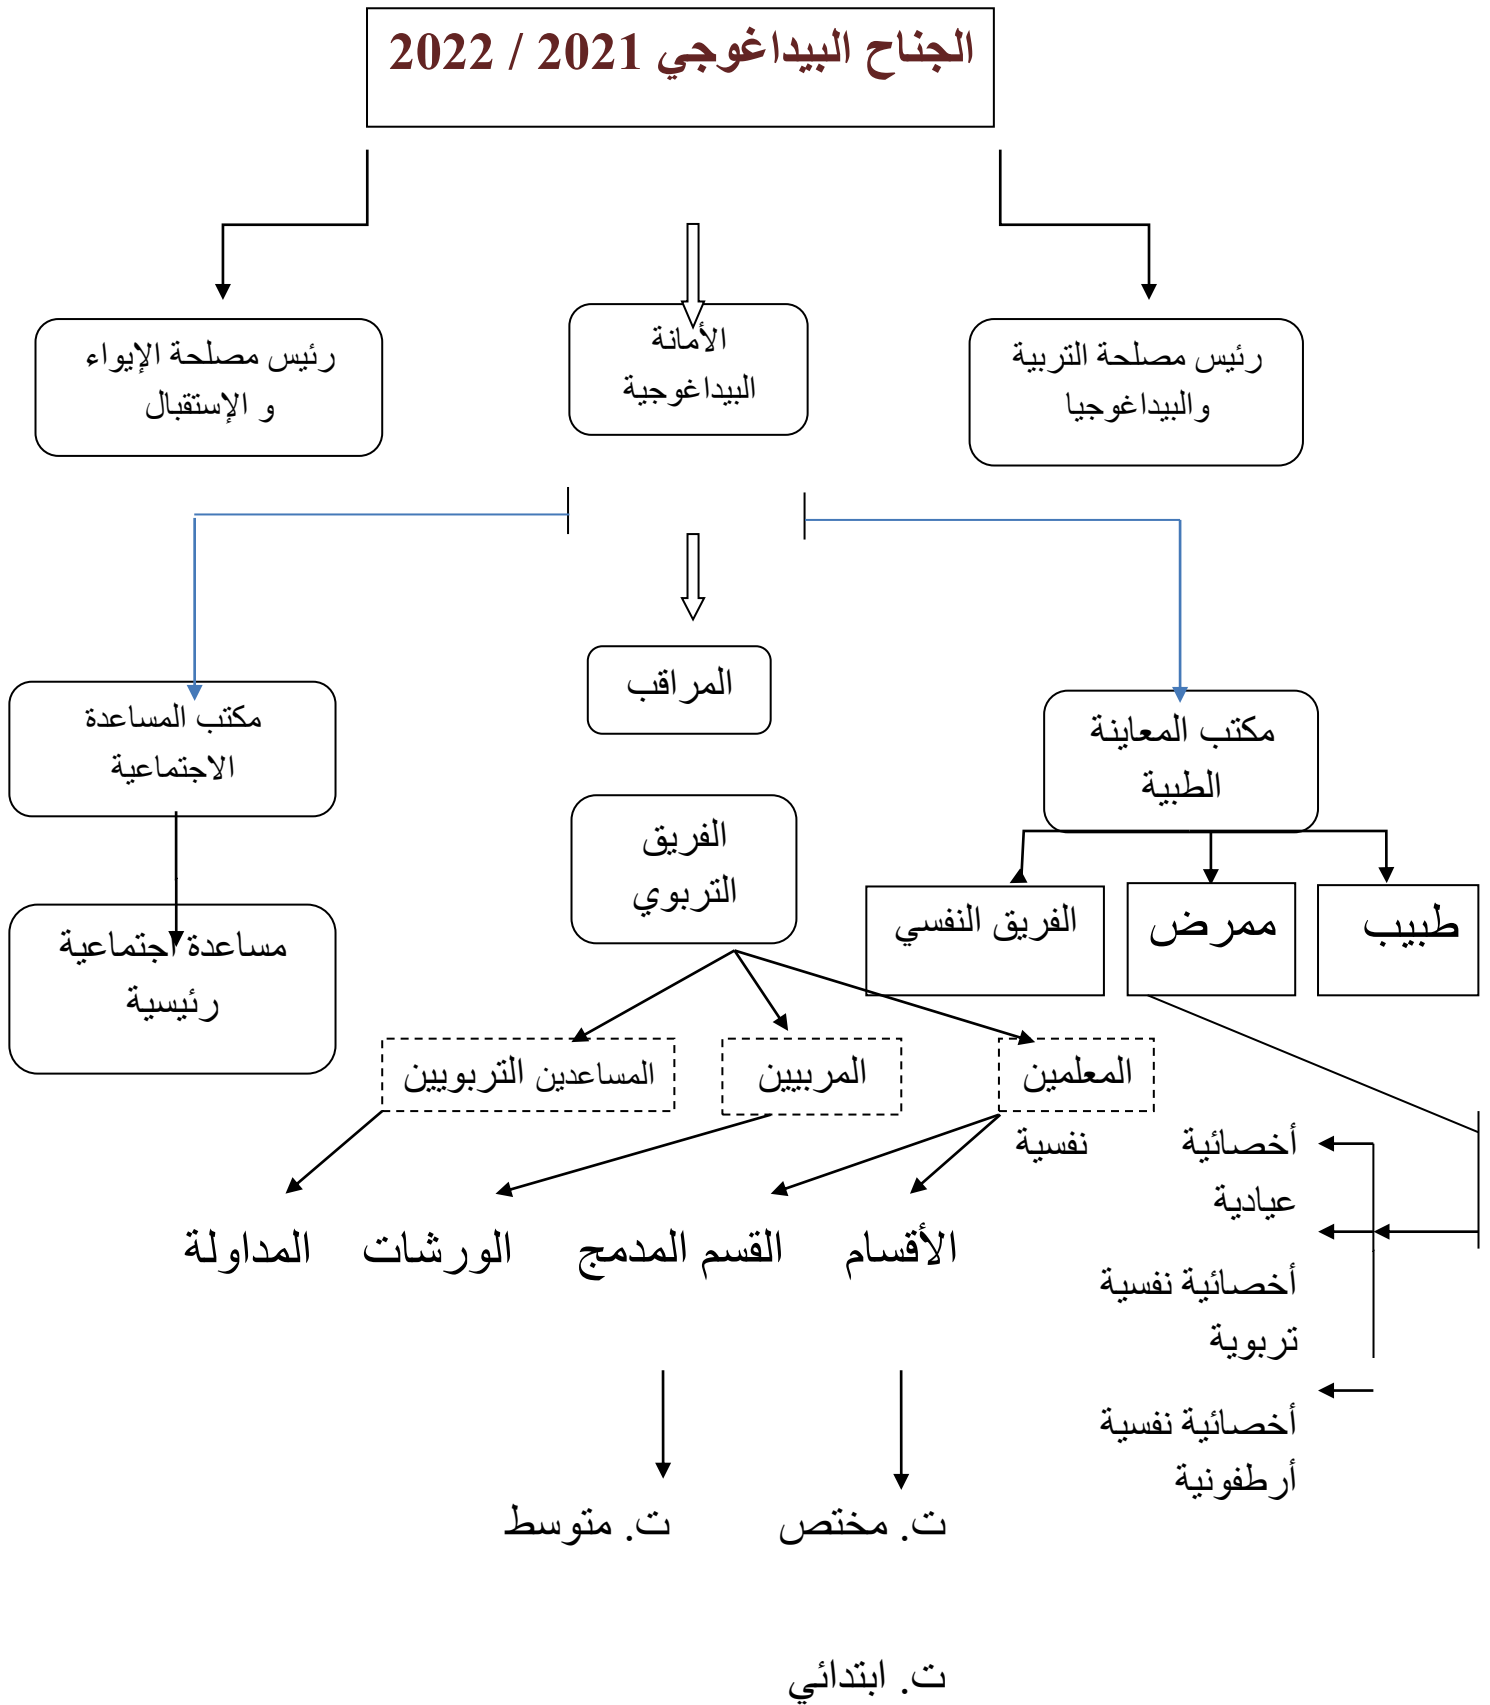 الجناح البيداغوجي 2021 / 2022
رئيس مصلحة التربية
والبيداغوجيا
الأمانة
البيداغوجية
رئيس مصلحة الإيواء
و الإستقبال
المراقب
مكتب المعاينة
الطبية
مكتب المساعدة
الاجتماعية
الفريق
التربوي
طبيب
ممرض
الفريق النفسي
مساعدة اجتماعية
رئيسية
المعلمين
المربيين
المساعدين التربويين
أخصائية نفسية
عيادية
الأقسام
القسم المدمج
الورشات
المداولة
أخصائية نفسية
تربوية
أخصائية نفسية
أرطفونية
ت. مختص
ت. متوسط
ت. ابتدائي